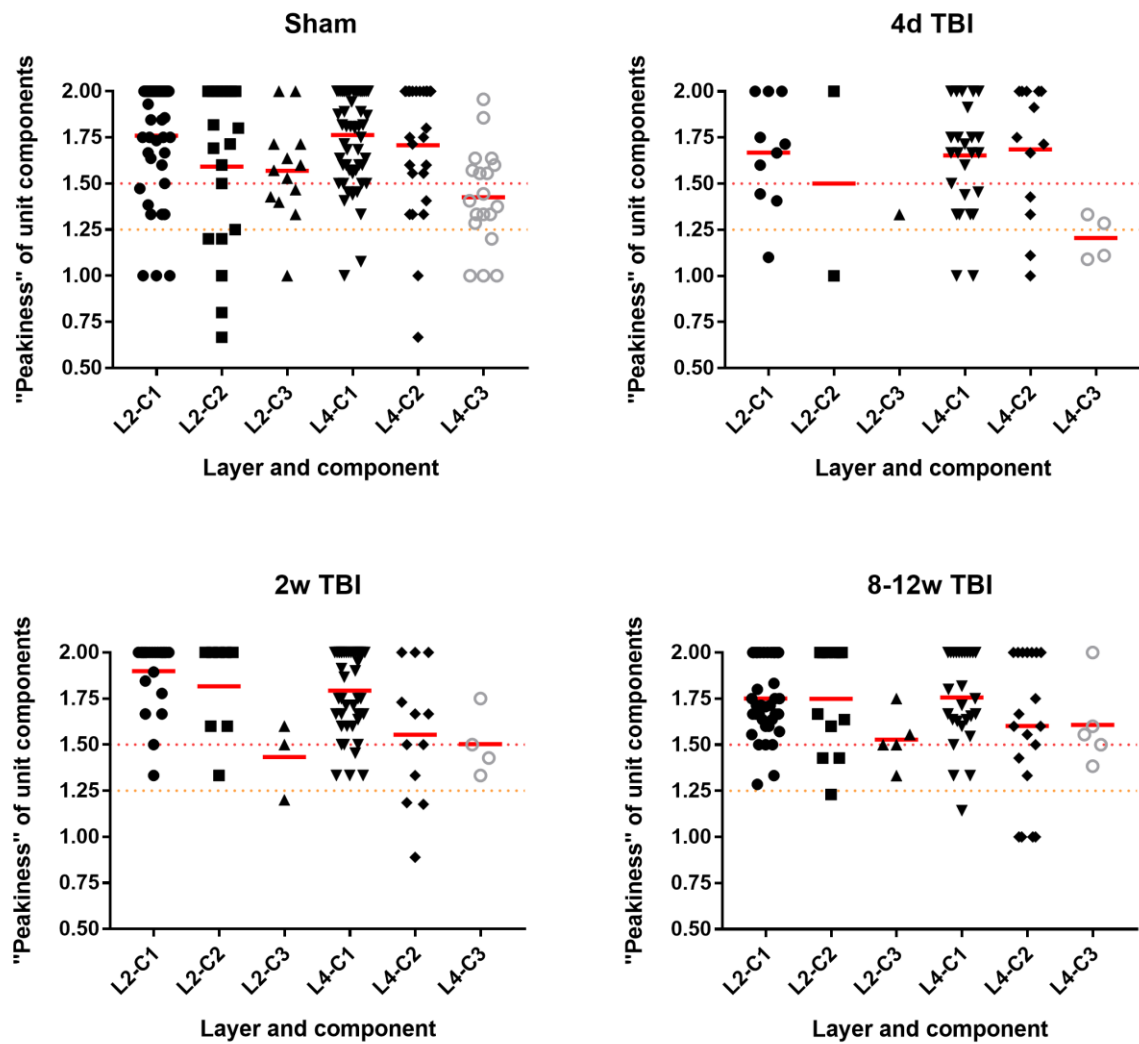 Sham
"Peakiness" of unit components
2.00
1.75
1.50
1.25
1.00
0.75
0.50
L2-C1
L2-C2
L2-C3
L4-C1
L4-C2
L4-C3
Layer and component
4d TBI
"Peakiness" of unit components
2.00
1.75
1.50
1.25
1.00
0.75
0.50
L2-C1
L2-C2
L2-C3
L4-C1
L4-C2
L4-C3
Layer and component
2w TBI
"Peakiness" of unit components
2.00
1.75
1.50
1.25
1.00
0.75
0.50
L2-C1
L2-C2
L2-C3
L4-C1
L4-C2
L4-C3
Layer and component
8-12w TBI
"Peakiness" of unit components
2.00
1.75
1.50
1.25
1.00
0.75
0.50
L2-C1
L2-C2
L2-C3
L4-C1
L4-C2
L4-C3
Layer and component